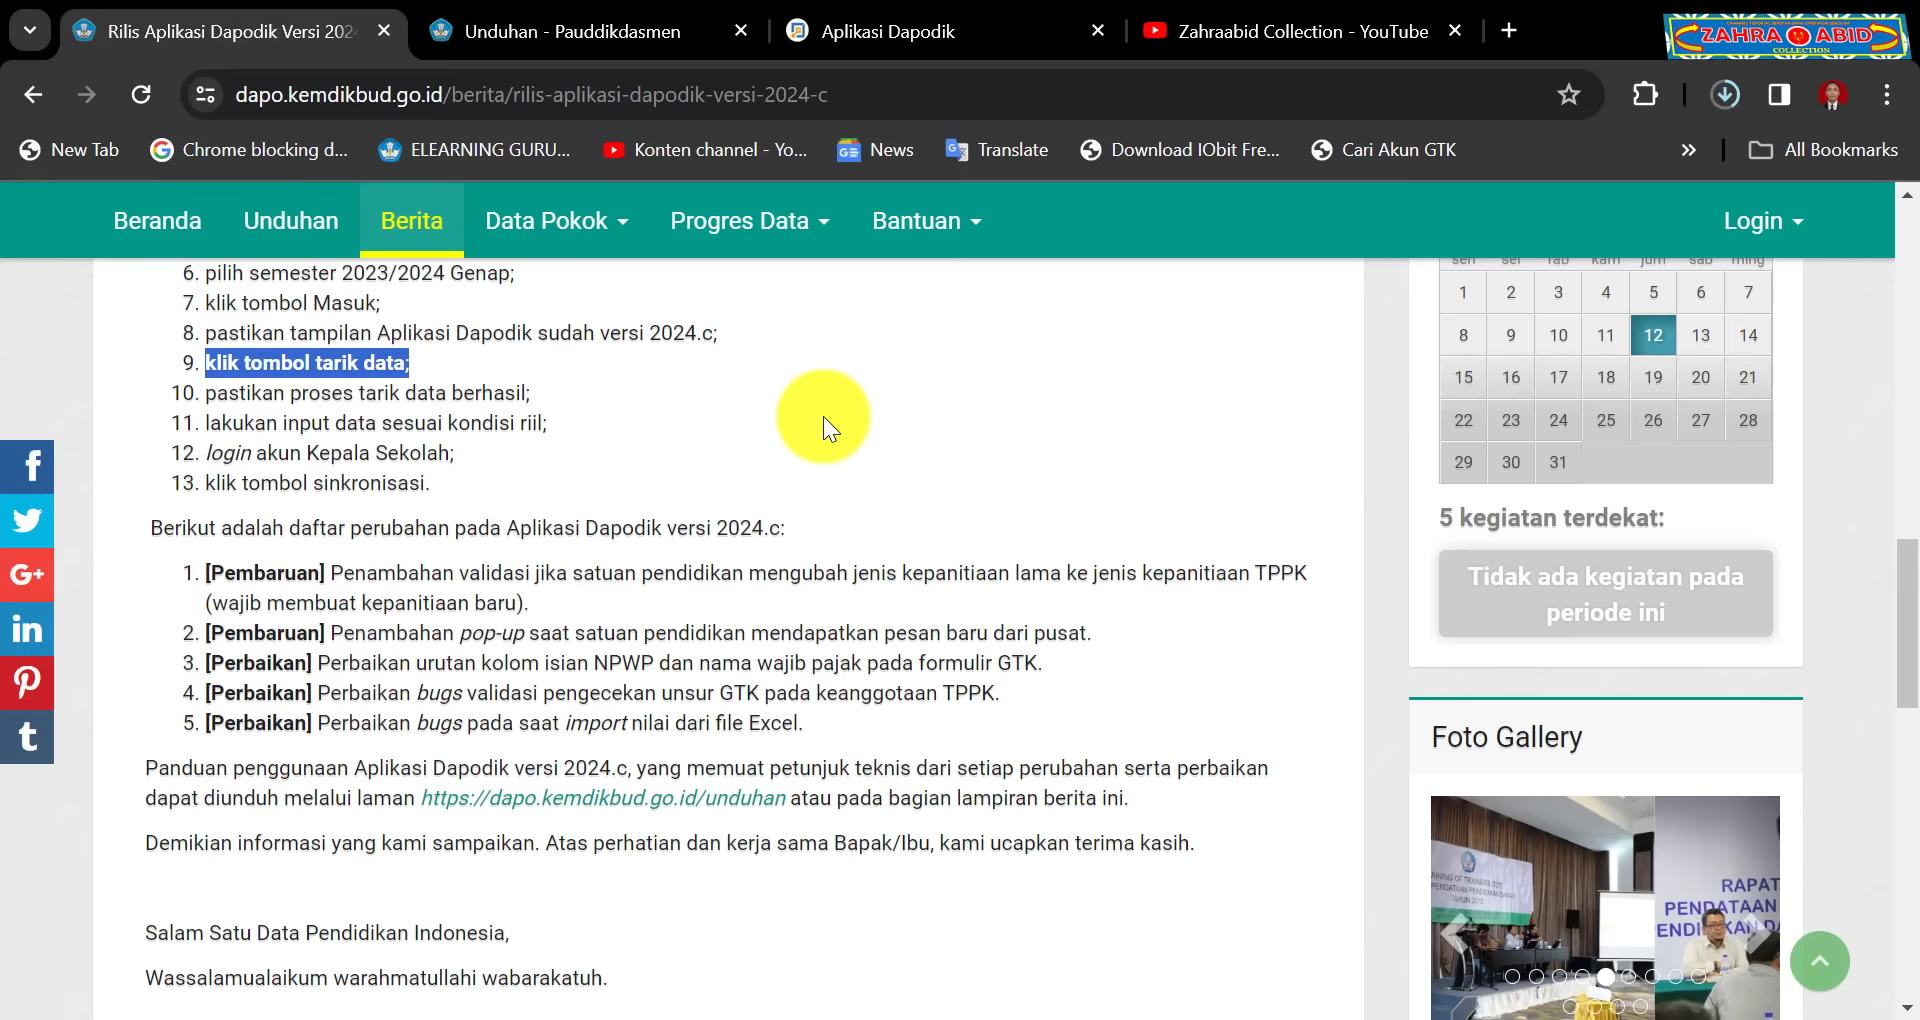 Rilis Aplikasi Dapodik Versi 202
Unduhan - Pauddikdasmen
Aplikasi Dapodik
Zahraabid Collection - YouTube
ZAHRA ABID
COLLECTION
dapo.kemdikbud.go.id/berita/rilis-aplikasi-dapodik-versi-2024-c
New Tab
Chrome blocking d...
ELEARNING GURU...
Konten channel - Yo...
News
Translate
Download IObit Fre...
Cari Akun GTK
All Bookmarks
Beranda
Unduhan
Berita
Data Pokok
Progres Data
Bantuan
Login
6. pilih semester 2023/2024 Genap;
7. klik tombol Masuk;
8. pastikan tampilan Aplikasi Dapodik sudah versi 2024.c;
9. klik tombol tarik data;
10. pastikan proses tarik data berhasil;
11. lakukan input data sesuai kondisi riil;
12. login akun Kepala Sekolah;
13. klik tombol sinkronisasi.
Berikut adalah daftar perubahan pada Aplikasi Dapodik versi 2024.c:
1. [Pembaruan] Penambahan validasi jika satuan pendidikan mengubah jenis kepanitiaan lama ke jenis kepanitiaan TPPK
(wajib membuat kepanitiaan baru).
2. [Pembaruan] Penambahan pop-up saat satuan pendidikan mendapatkan pesan baru dari pusat.
3. [Perbaikan] Perbaikan urutan kolom isian NPWP dan nama wajib pajak pada formulir GTK.
4. [Perbaikan] Perbaikan bugs validasi pengecekan unsur GTK pada keanggotaan TPPK.
5. [Perbaikan] Perbaikan bugs pada saat import nilai dari file Excel.
Panduan penggunaan Aplikasi Dapodik versi 2024.c, yang memuat petunjuk teknis dari setiap perubahan serta perbaikan
dapat diunduh melalui laman https://dapo.kemdikbud.go.id/unduhan atau pada bagian lampiran berita ini.
Demikian informasi yang kami sampaikan. Atas perhatian dan kerja sama Bapak/Ibu, kami ucapkan terima kasih.
Salam Satu Data Pendidikan Indonesia,
Wassalamualaikum warahmatullahi wabarakatuh.
f
G+
in
t
sen sel rab kam jum sab ming
1 2 3 4 5 6 7
8 9 10 11 12 13 14
15 16 17 18 19 20 21
22 23 24 25 26 27 28
29 30 31
5 kegiatan terdekat:
Tidak ada kegiatan pada
periode ini
Foto Gallery
RAPAT
PENDATAAN